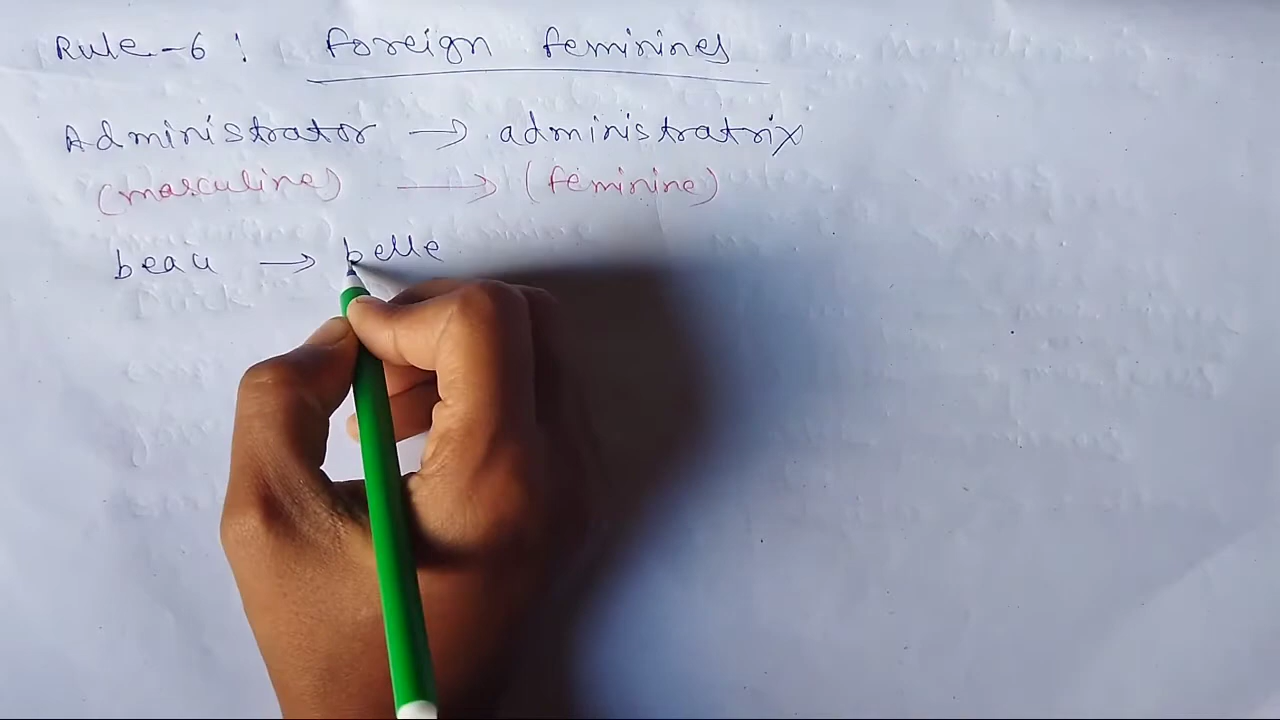 Rule-6 : Foreign feminines
Administrator → administratrix
(masculine) → (feminine)
beau → belle